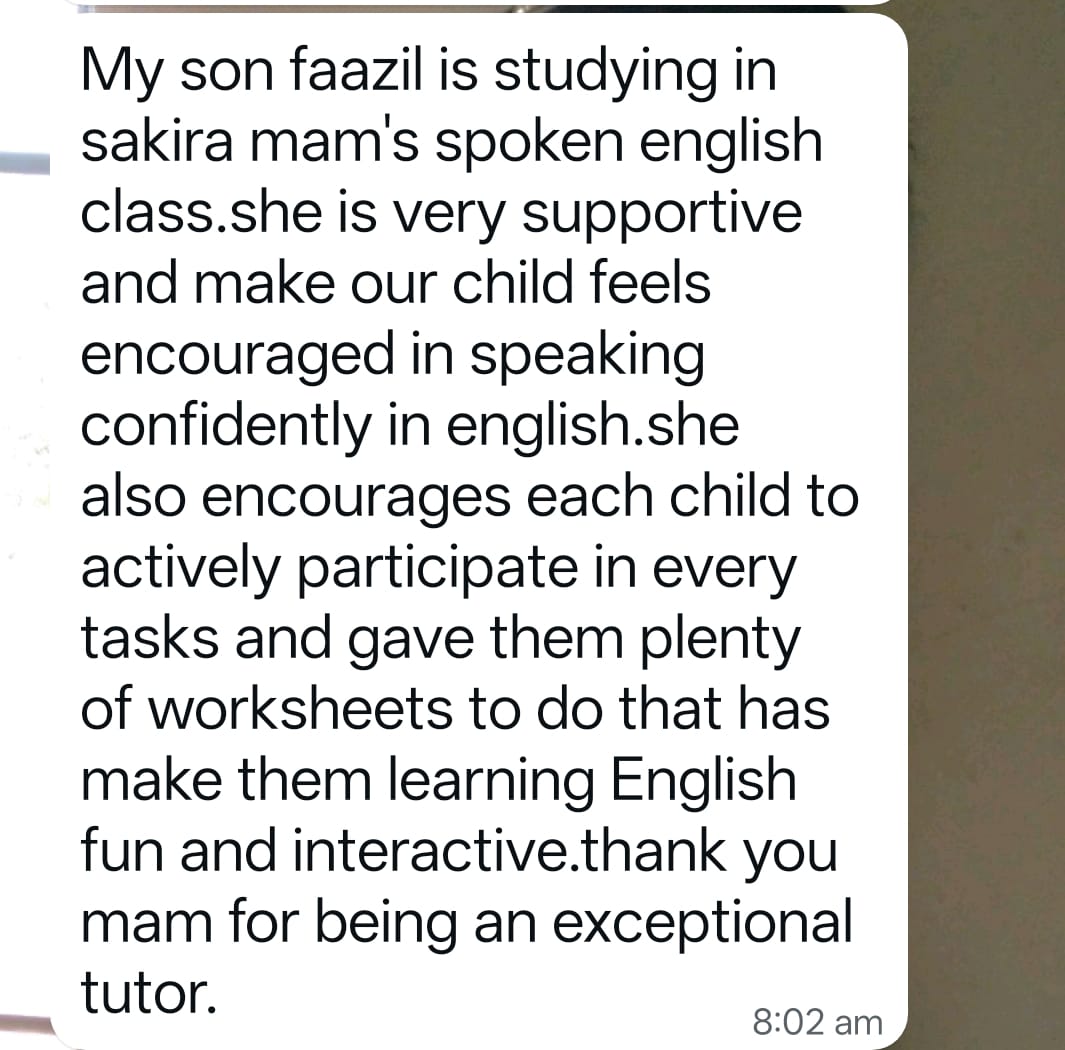 My son faazil is studying in
sakira mam's spoken english
class.she is very supportive
and make our child feels
encouraged in speaking
confidently in english.she
also encourages each child to
actively participate in every
tasks and gave them plenty
of worksheets to do that has
make them learning English
fun and interactive.thank you
mam for being an exceptional
tutor.
8:02 am